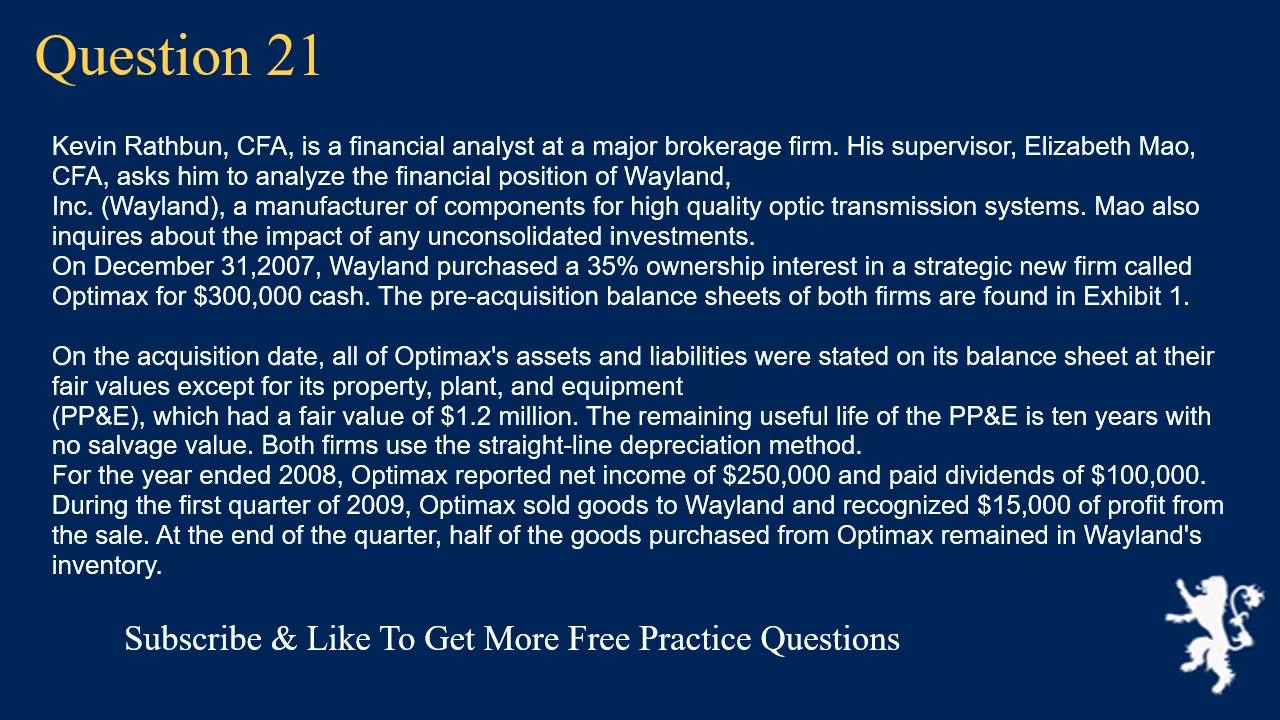 Question 21
Kevin Rathbun, CFA, is a financial analyst at a major brokerage firm. His supervisor, Elizabeth Mao,
CFA, asks him to analyze the financial position of Wayland,
Inc. (Wayland), a manufacturer of components for high quality optic transmission systems. Mao also
inquires about the impact of any unconsolidated investments.
On December 31,2007, Wayland purchased a 35% ownership interest in a strategic new firm called
Optimax for $300,000 cash. The pre-acquisition balance sheets of both firms are found in Exhibit 1.
On the acquisition date, all of Optimax's assets and liabilities were stated on its balance sheet at their
fair values except for its property, plant, and equipment
(PP&E), which had a fair value of $1.2 million. The remaining useful life of the PP&E is ten years with
no salvage value. Both firms use the straight-line depreciation method.
For the year ended 2008, Optimax reported net income of $250,000 and paid dividends of $100,000.
During the first quarter of 2009, Optimax sold goods to Wayland and recognized $15,000 of profit from
the sale. At the end of the quarter, half of the goods purchased from Optimax remained in Wayland's
inventory.
Subscribe & Like To Get More Free Practice Questions